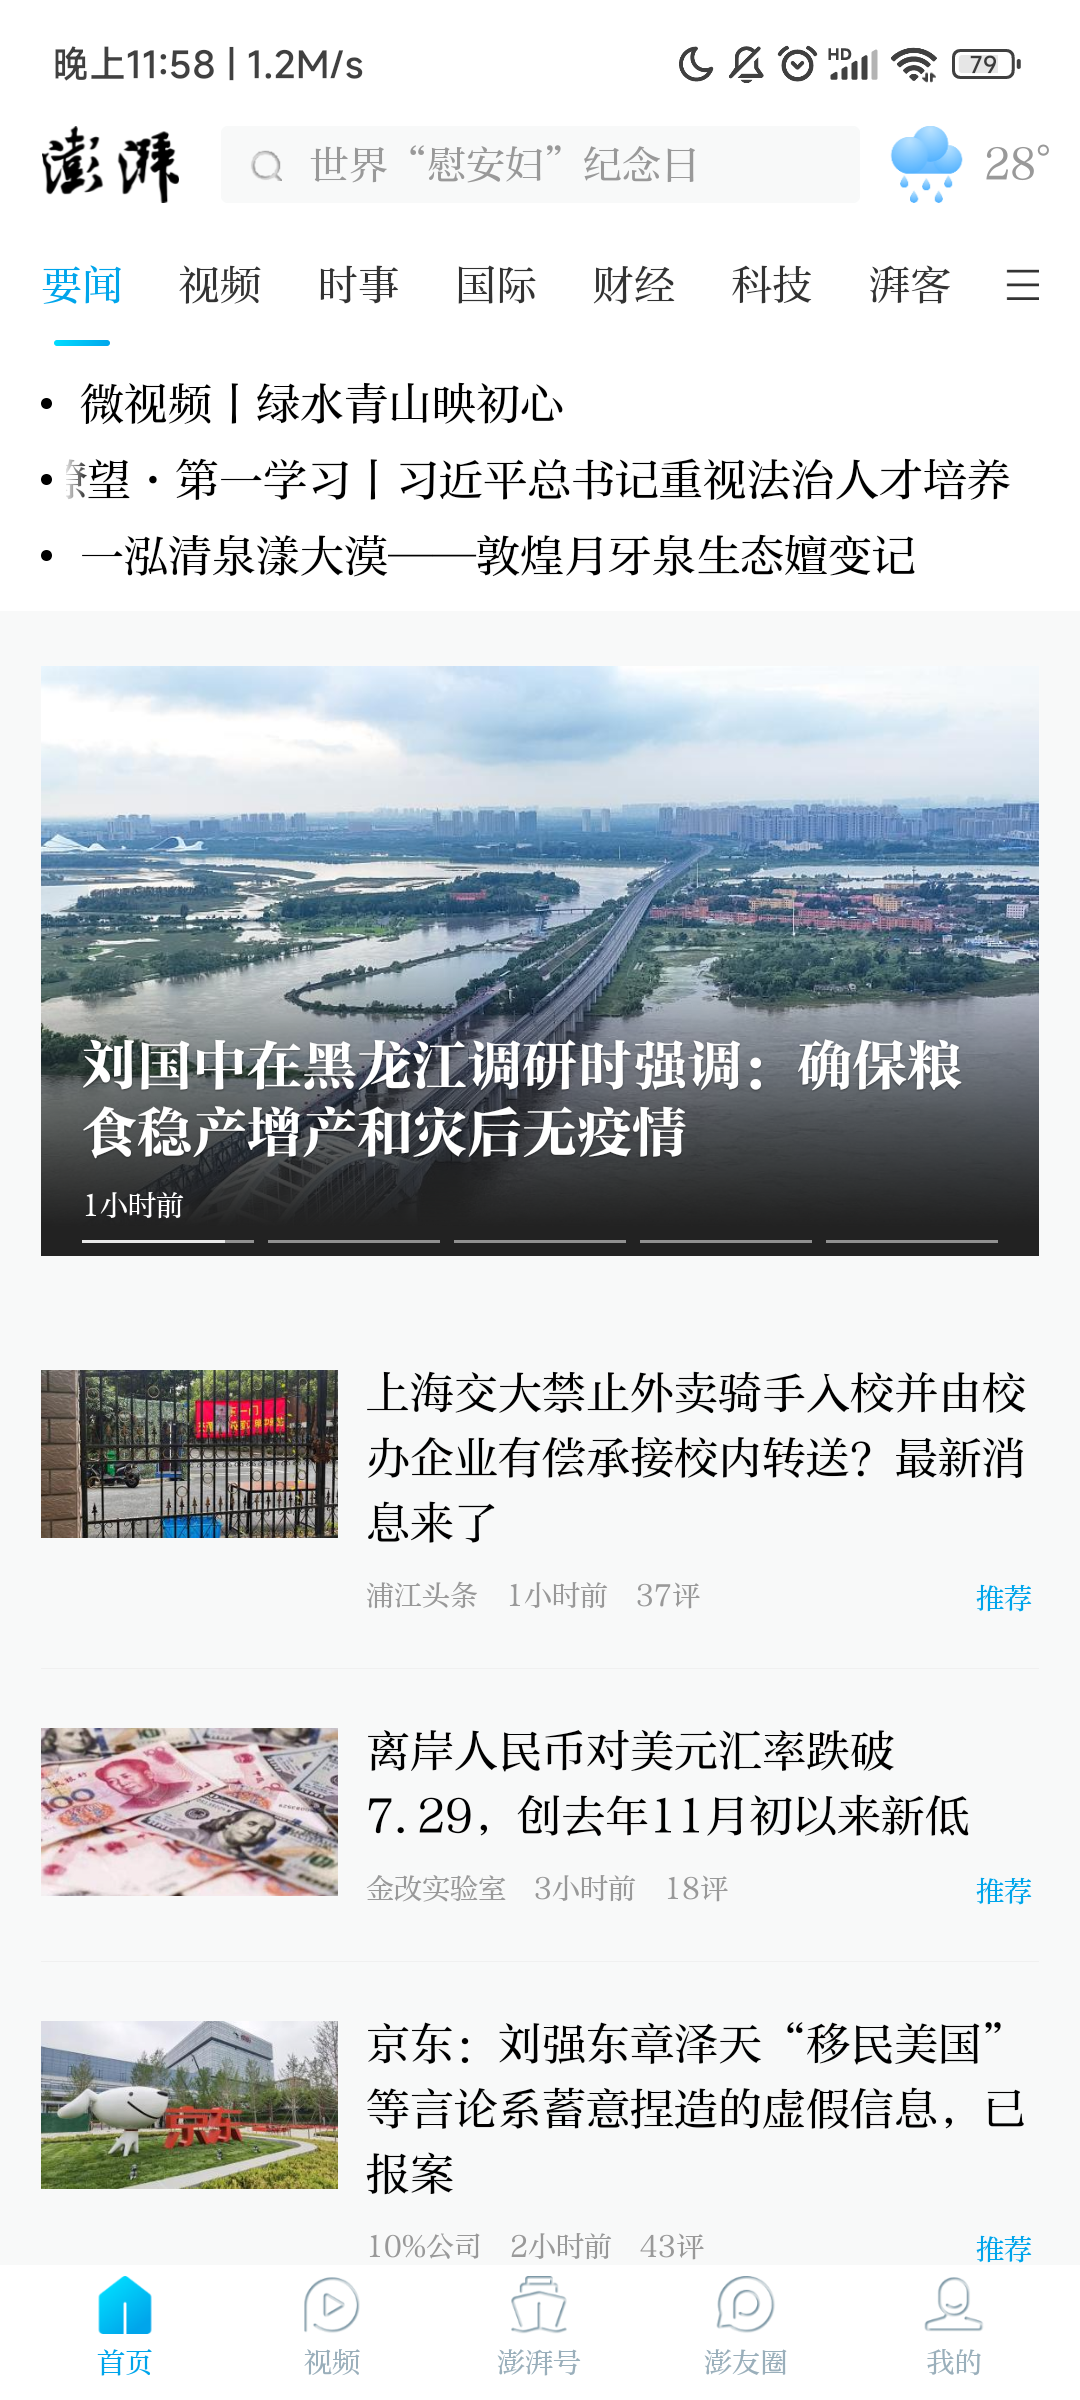 晚上11:58 | 1.2M/s
HD
79
澎湃
世界“慰安妇”纪念日
28°
要闻 视频 时事 国际 财经 科技 湃客
微视频丨绿水青山映初心
瞭望·第一学习丨习近平总书记重视法治人才培养
一泓清泉漾大漠——敦煌月牙泉生态嬗变记
刘国中在黑龙江调研时强调：确保粮
食稳产增产和灾后无疫情
1小时前
上海交大禁止外卖骑手入校并由校
办企业有偿承接校内转送？最新消
息来了
浦江头条 1小时前 37评 推荐
离岸人民币对美元汇率跌破
7.29，创去年11月初以来新低
金改实验室 3小时前 18评 推荐
100
京东
京东：刘强东章泽天“移民美国”
等言论系蓄意捏造的虚假信息，已
报案
10%公司 2小时前 43评 推荐
首页 视频 澎湃号 澎友圈 我的